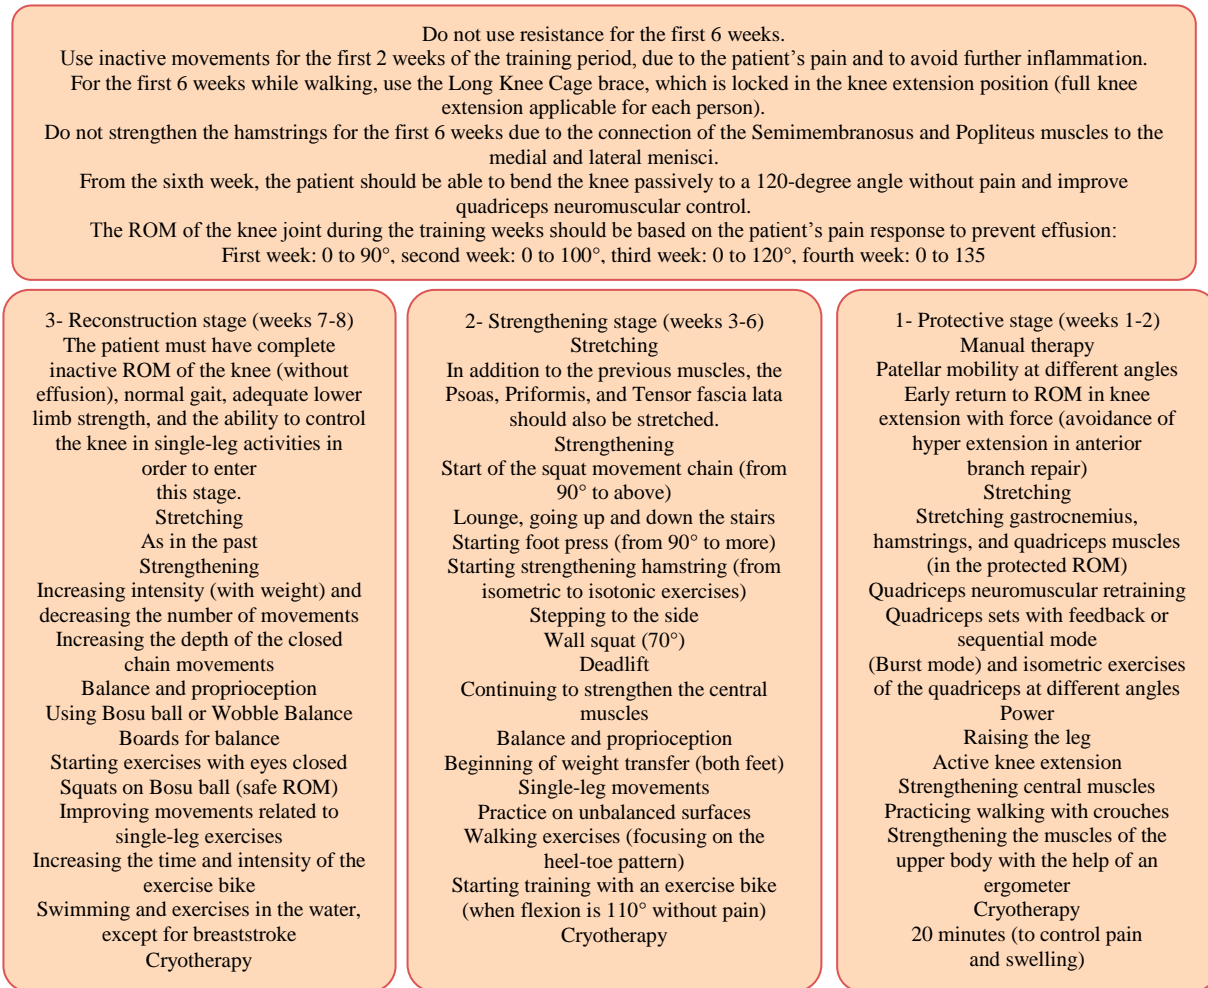 Do not use resistance for the first 6 weeks.
Use inactive movements for the first 2 weeks of the training period, due to the patient’s pain and to avoid further inflammation.
For the first 6 weeks while walking, use the Long Knee Cage brace, which is locked in the knee extension position (full knee
extension applicable for each person).
Do not strengthen the hamstrings for the first 6 weeks due to the connection of the Semimembranosus and Popliteus muscles to the
medial and lateral menisci.
From the sixth week, the patient should be able to bend the knee passively to a 120-degree angle without pain and improve
quadriceps neuromuscular control.
The ROM of the knee joint during the training weeks should be based on the patient’s pain response to prevent effusion:
First week: 0 to 90°, second week: 0 to 100°, third week: 0 to 120°, fourth week: 0 to 135
3- Reconstruction stage (weeks 7-8)
The patient must have complete
inactive ROM of the knee (without
effusion), normal gait, adequate lower
limb strength, and the ability to control
the knee in single-leg activities in
order to enter
this stage.
Stretching
As in the past
Strengthening
Increasing intensity (with weight) and
decreasing the number of movements
Increasing the depth of the closed
chain movements
Balance and proprioception
Using Bosu ball or Wobble Balance
Boards for balance
Starting exercises with eyes closed
Squats on Bosu ball (safe ROM)
Improving movements related to
single-leg exercises
Increasing the time and intensity of the
exercise bike
Swimming and exercises in the water,
except for breaststroke
Cryotherapy
2- Strengthening stage (weeks 3-6)
Stretching
In addition to the previous muscles, the
Psoas, Priformis, and Tensor fascia lata
should also be stretched.
Strengthening
Start of the squat movement chain (from
90° to above)
Lounge, going up and down the stairs
Starting foot press (from 90° to more)
Starting strengthening hamstring (from
isometric to isotonic exercises)
Stepping to the side
Wall squat (70°)
Deadlift
Continuing to strengthen the central
muscles
Balance and proprioception
Beginning of weight transfer (both feet)
Single-leg movements
Practice on unbalanced surfaces
Walking exercises (focusing on the
heel-toe pattern)
Starting training with an exercise bike
(when flexion is 110° without pain)
Cryotherapy
1- Protective stage (weeks 1-2)
Manual therapy
Patellar mobility at different angles
Early return to ROM in knee
extension with force (avoidance of
hyper extension in anterior
branch repair)
Stretching
Stretching gastrocnemius,
hamstrings, and quadriceps muscles
(in the protected ROM)
Quadriceps neuromuscular retraining
Quadriceps sets with feedback or
sequential mode
(Burst mode) and isometric exercises
of the quadriceps at different angles
Power
Raising the leg
Active knee extension
Strengthening central muscles
Practicing walking with crouches
Strengthening the muscles of the
upper body with the help of an
ergometer
Cryotherapy
20 minutes (to control pain
and swelling)